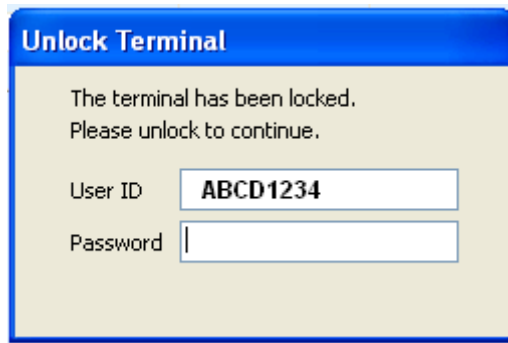 Unlock Terminal
The terminal has been locked.
Please unlock to continue.
User ID ABCD1234
Password